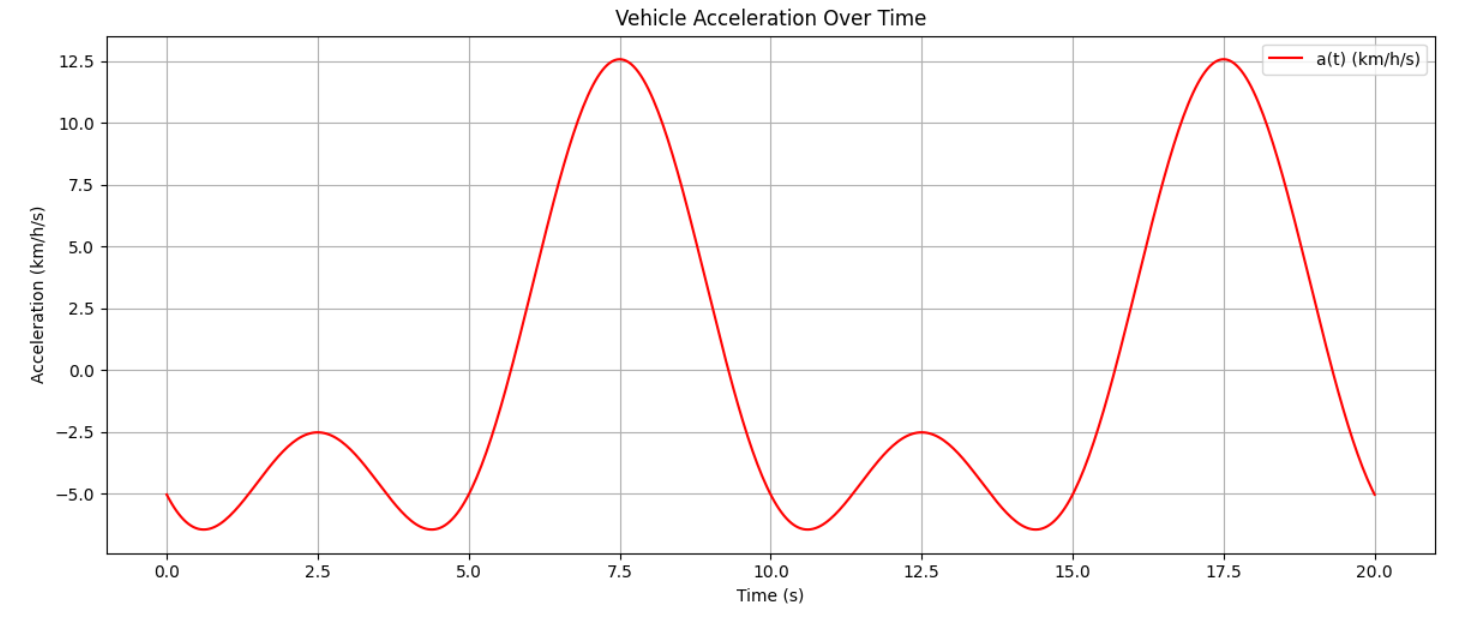 Vehicle Acceleration Over Time
a(t) (km/h/s)
Acceleration (km/h/s)
12.5
10.0
7.5
5.0
2.5
0.0
−2.5
−5.0
0.0 2.5 5.0 7.5 10.0 12.5 15.0 17.5 20.0
Time (s)